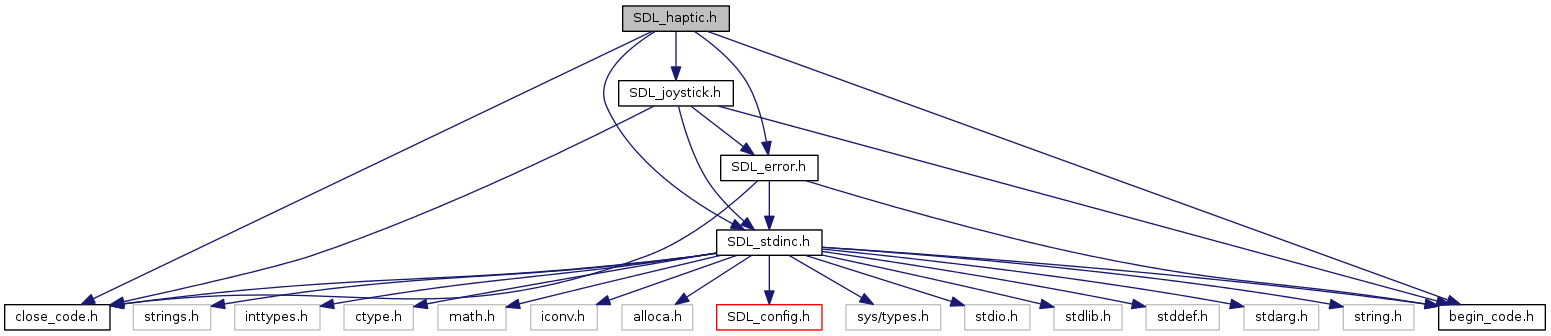 SDL_haptic.h
SDL_joystick.h
SDL_error.h
SDL_stdinc.h
close_code.h
strings.h
inttypes.h
ctype.h
math.h
iconv.h
alloca.h
SDL_config.h
sys/types.h
stdio.h
stdlib.h
stddef.h
stdarg.h
string.h
begin_code.h